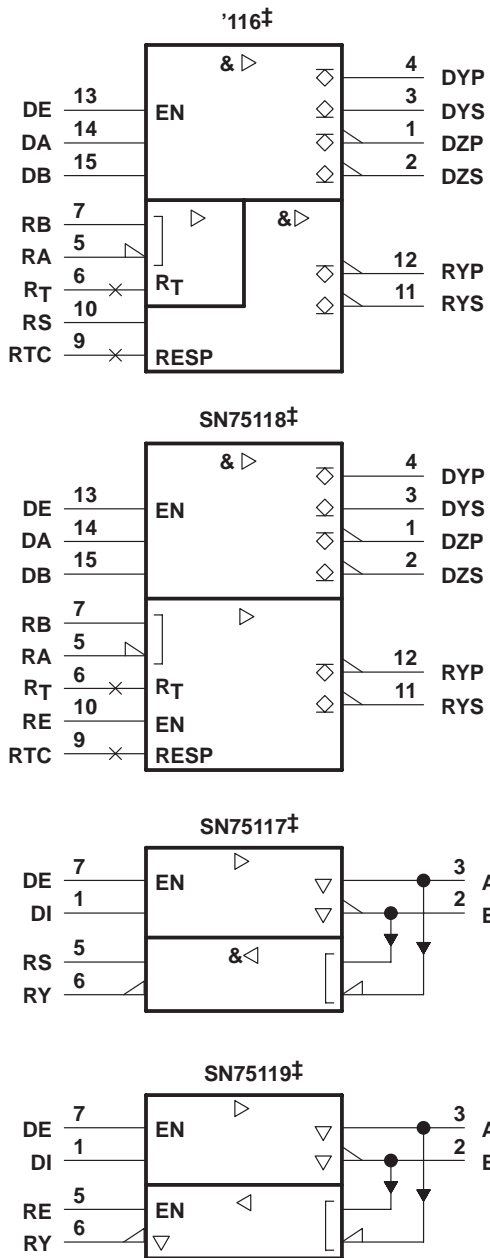 ’116‡
& ▷
DE 13 EN 4 DYP
DA 14 3 DYS
DB 15 1 DZP
2 DZS
RB 7 ▷ &▷
RA 5
RT 6 RT 12 RYP
RS 10 11 RYS
RTC 9 RESP
SN75118‡
& ▷
DE 13 EN 4 DYP
DA 14 3 DYS
DB 15 1 DZP
2 DZS
RB 7 ▷
RA 5
RT 6 RT 12 RYP
RE 10 EN 11 RYS
RTC 9 RESP
SN75117‡
▷
DE 7 EN ▽ 3 A
DI 1 ▽ 2
RS 5 &◁
RY 6
SN75119‡
▷
DE 7 EN ▽ 3 A
DI 1 ▽ 2
RE 5 EN ◁
RY 6 ▽